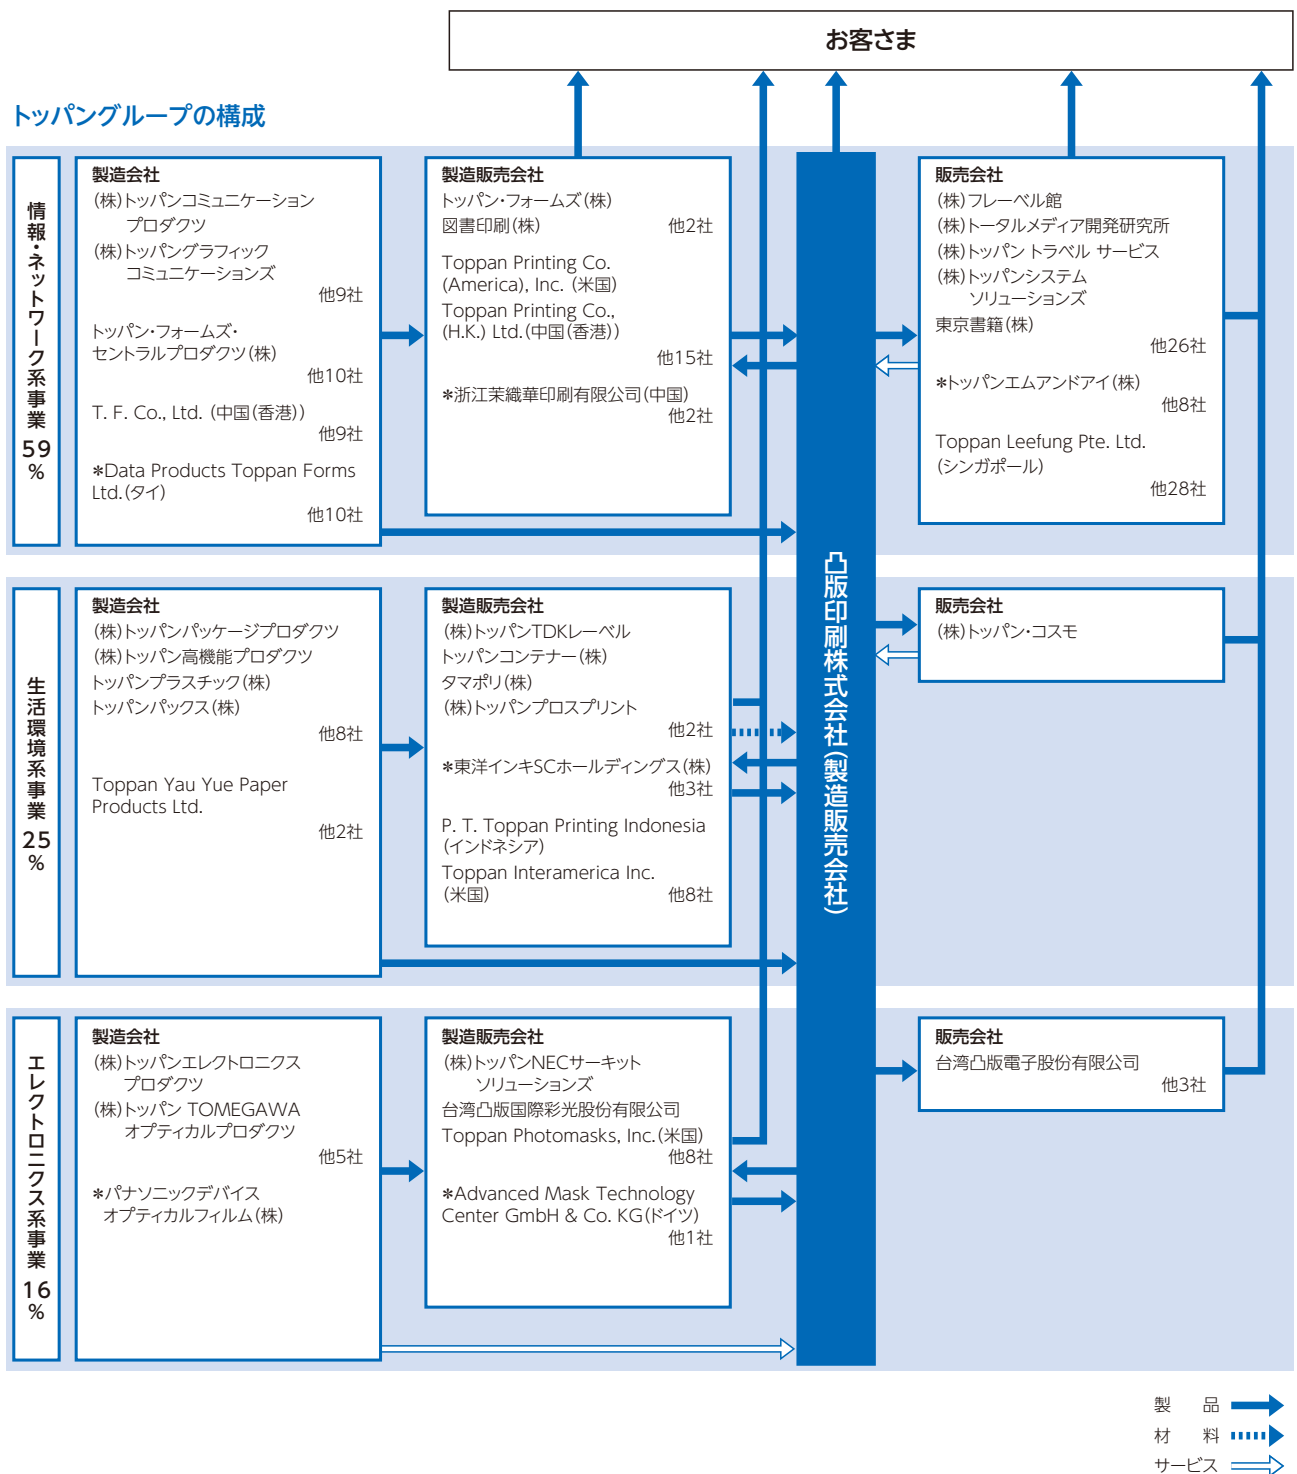 お客さま
トッパングループの構成
情報・ネットワーク系事業 59%
製造会社
(株)トッパンコミュニケーション
プロダクツ
(株)トッパングラフィック
コミュニケーションズ
他9社
トッパン・フォームズ・
セントラルプロダクツ(株)
他10社
T. F. Co., Ltd. (中国(香港))
他9社
*Data Products Toppan Forms
Ltd.(タイ)
他10社
製造販売会社
トッパン・フォームズ(株)
図書印刷(株) 他2社
Toppan Printing Co.
(America), Inc. (米国)
Toppan Printing Co.,
(H.K.) Ltd.(中国(香港))
他15社
*浙江茉織華印刷有限公司(中国)
他2社
凸版印刷株式会社(製造販売会社)
販売会社
(株)フレーベル館
(株)トータルメディア開発研究所
(株)トッパン トラベル サービス
(株)トッパンシステム
ソリューションズ
東京書籍(株)
他26社
*トッパンエムアンドアイ(株)
他8社
Toppan Leefung Pte. Ltd.
(シンガポール)
他28社
生活環境系事業 25%
製造会社
(株)トッパンパッケージプロダクツ
(株)トッパン高機能プロダクツ
トッパンプラスチック(株)
トッパンパックス(株)
他8社
Toppan Yau Yue Paper
Products Ltd.
他2社
製造販売会社
(株)トッパンTDKレーベル
トッパンコンテナー(株)
タマポリ(株)
(株)トッパンプロスプリント
他2社
*東洋インキSCホールディングス(株)
他3社
P. T. Toppan Printing Indonesia
(インドネシア)
Toppan Interamerica Inc.
(米国) 他8社
販売会社
(株)トッパン・コスモ
エレクトロニクス系事業 16%
製造会社
(株)トッパンエレクトロニクス
プロダクツ
(株)トッパン TOMEGAWA
オプティカルプロダクツ
他5社
*パナソニックデバイス
オプティカルフィルム(株)
製造販売会社
(株)トッパンNECサーキット
ソリューションズ
台湾凸版国際彩光股份有限公司
Toppan Photomasks, Inc.(米国)
他8社
*Advanced Mask Technology
Center GmbH & Co. KG(ドイツ)
他1社
販売会社
台湾凸版電子股份有限公司
他3社
製 品
材 料
サービス